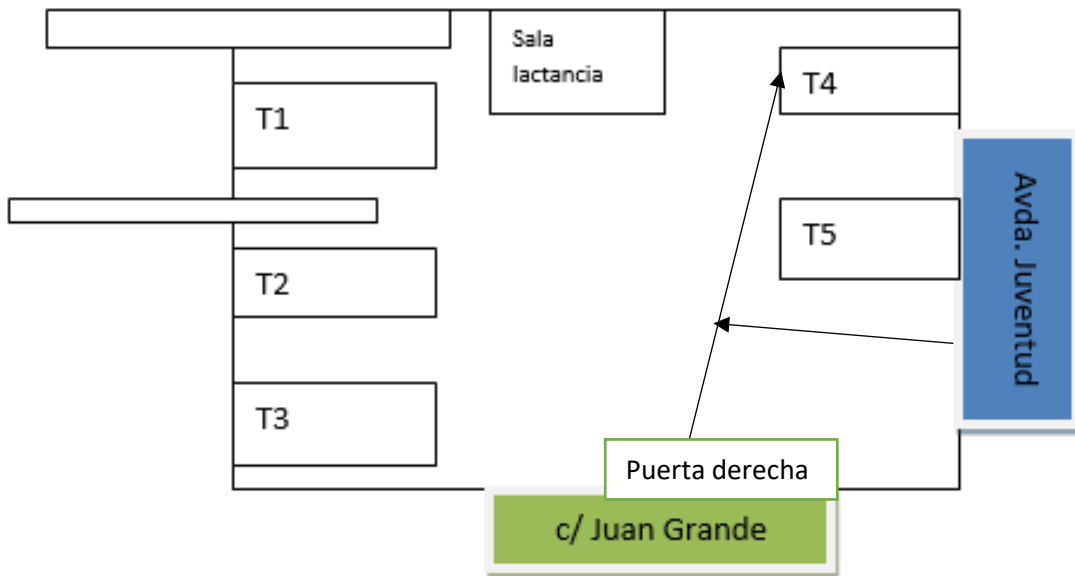 Sala
lactancia
T4
T1
Avda. Juventud
T5
T2
T3
Puerta derecha
c/ Juan Grande